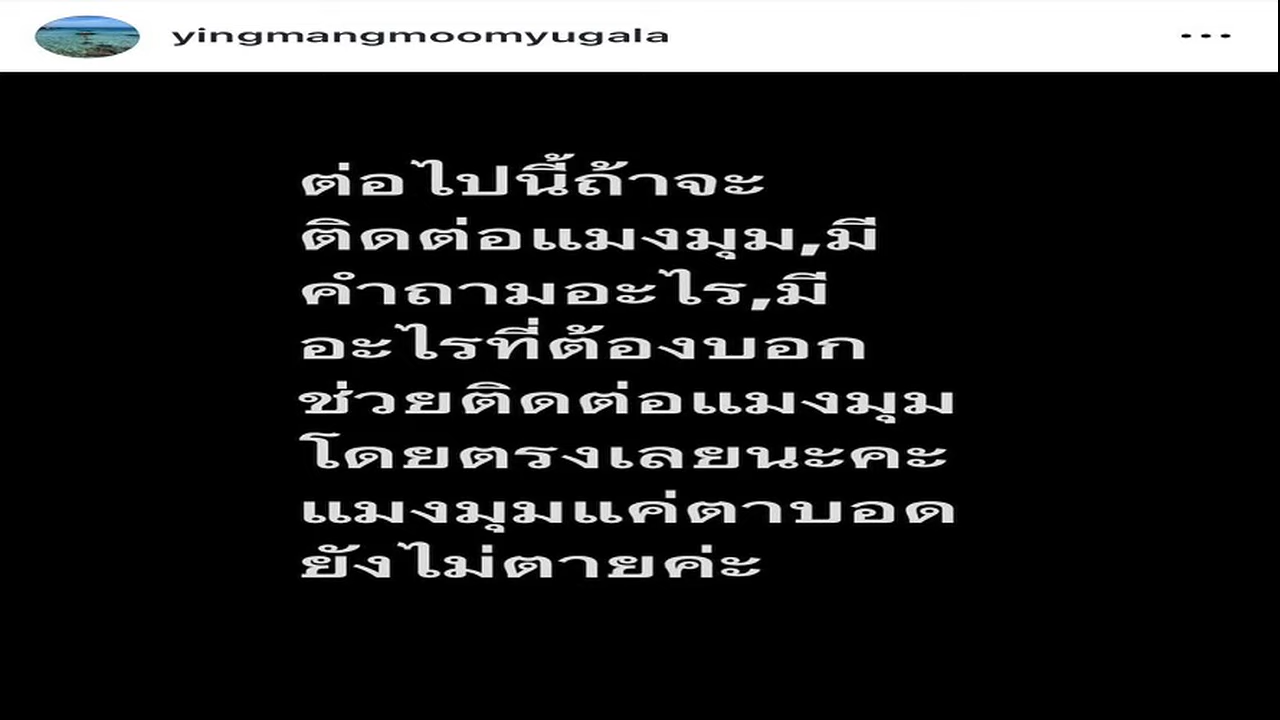 yingmangmoomyugala
ต่อไปนี้ถ้าจะ
ติดต่อแมงมุม,มี
คำถามอะไร,มี
อะไรที่ต้องบอก
ช่วยติดต่อแมงมุม
โดยตรงเลยนะคะ
แมงมุมแค่ตาบอด
ยังไม่ตายค่ะ